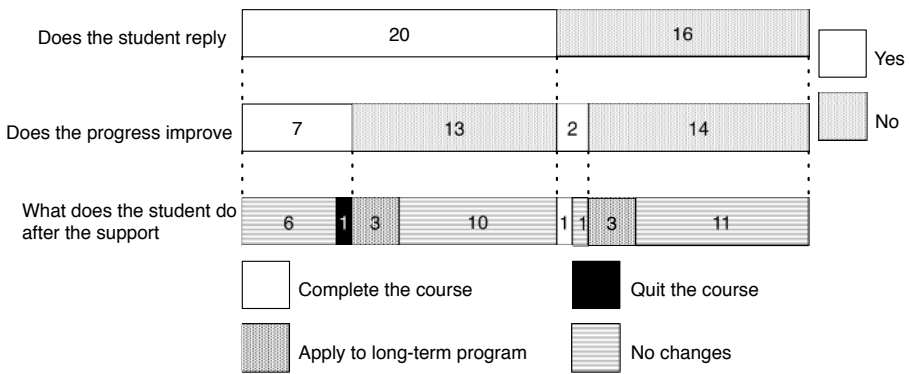 Does the student reply
20 16
Yes
Does the progress improve
7 13 2 14
No
What does the student do
after the support
6 1 3 10 1 1 3 11
Complete the course
Quit the course
Apply to long-term program
No changes